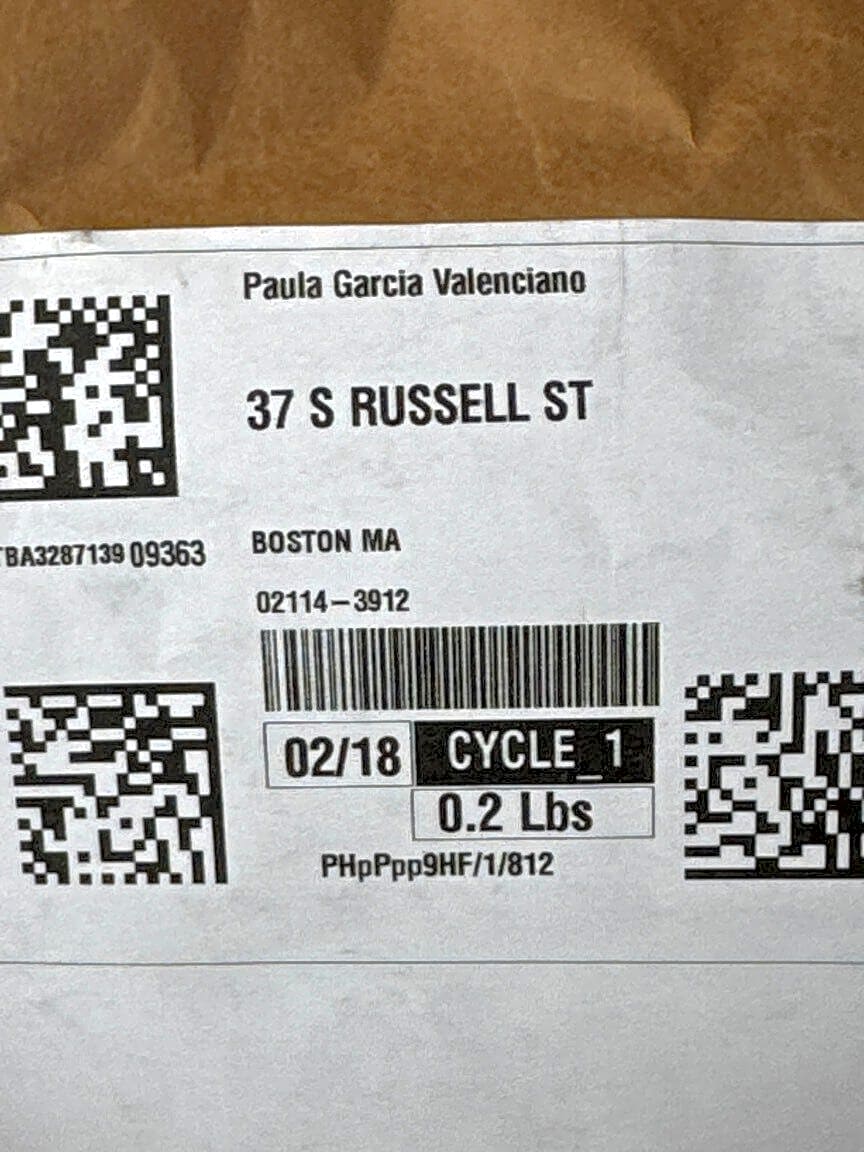 Paula Garcia Valenciano
37 S RUSSELL ST
TBA3287139 09363
BOSTON MA
02114-3912
02/18 CYCLE_1
0.2 Lbs
PHpPpp9HF/1/812